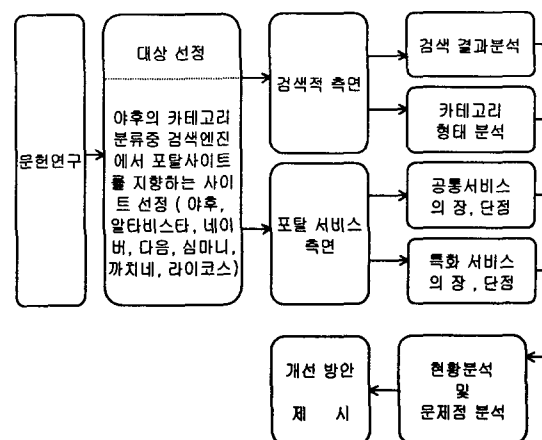 문헌연구
대상 선정
야후의 카테고리
분류중 검색엔진
에서 포탈사이트
를 지향하는 사이
트 선정 ( 야후,
알타비스타, 네이
버, 다음, 심마니,
까치네, 라이코스)
검색적 측면
포탈 서비스
측면
검색 결과분석
카테고리
형태 분석
공통서비스
의 장 , 단점
특화 서비스
의 장 , 단점
현황분석
및
문제점 분석
개선 방안
제 시